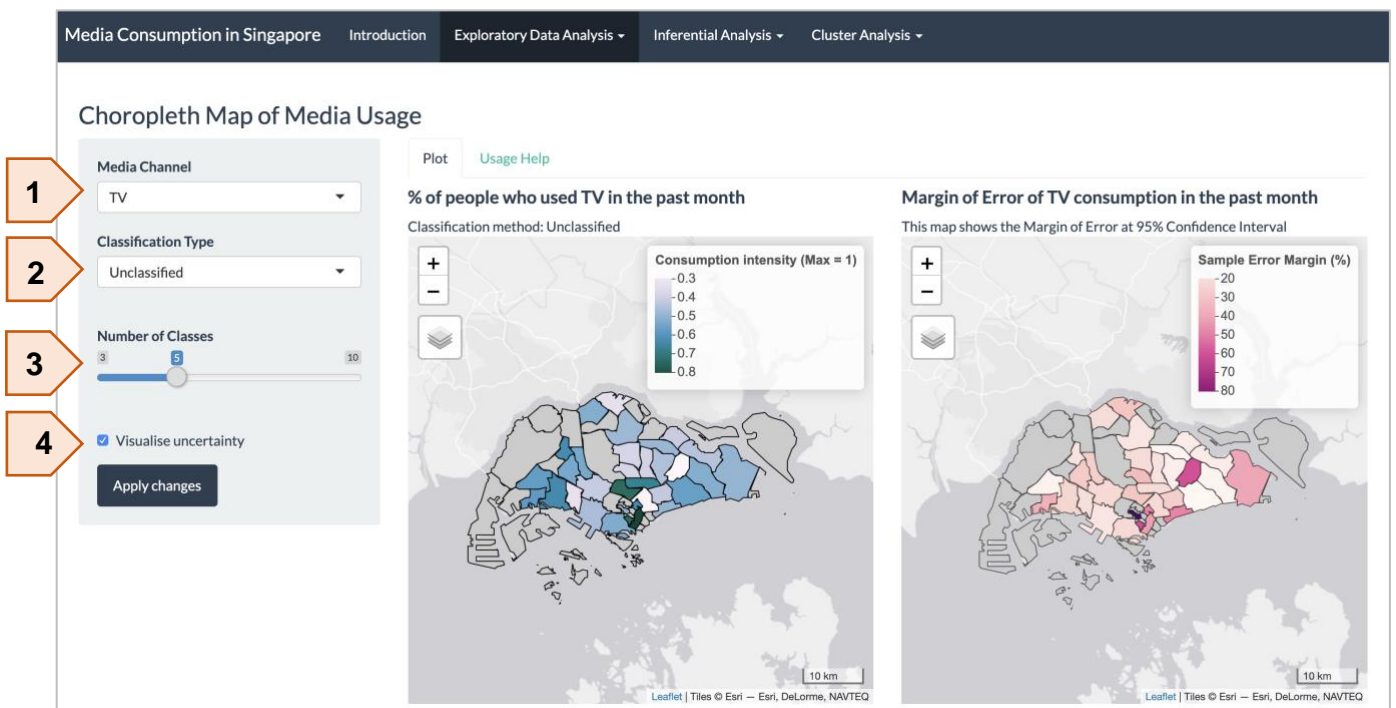 Media Consumption in Singapore Introduction Exploratory Data Analysis Inferential Analysis Cluster Analysis
Choropleth Map of Media Usage
1
Media Channel
TV
2
Classification Type
Unclassified
3
Number of Classes
3 5 10
4
Visualise uncertainty
Apply changes
Plot Usage Help
% of people who used TV in the past month
Classification method: Unclassified
+
−
Consumption intensity (Max = 1)
0.3
0.4
0.5
0.6
0.7
0.8
10 km
Leaflet | Tiles © Esri — Esri, DeLorme, NAVTEQ
Margin of Error of TV consumption in the past month
This map shows the Margin of Error at 95% Confidence Interval
+
−
Sample Error Margin (%)
20
30
40
50
60
70
80
10 km
Leaflet | Tiles © Esri — Esri, DeLorme, NAVTEQ